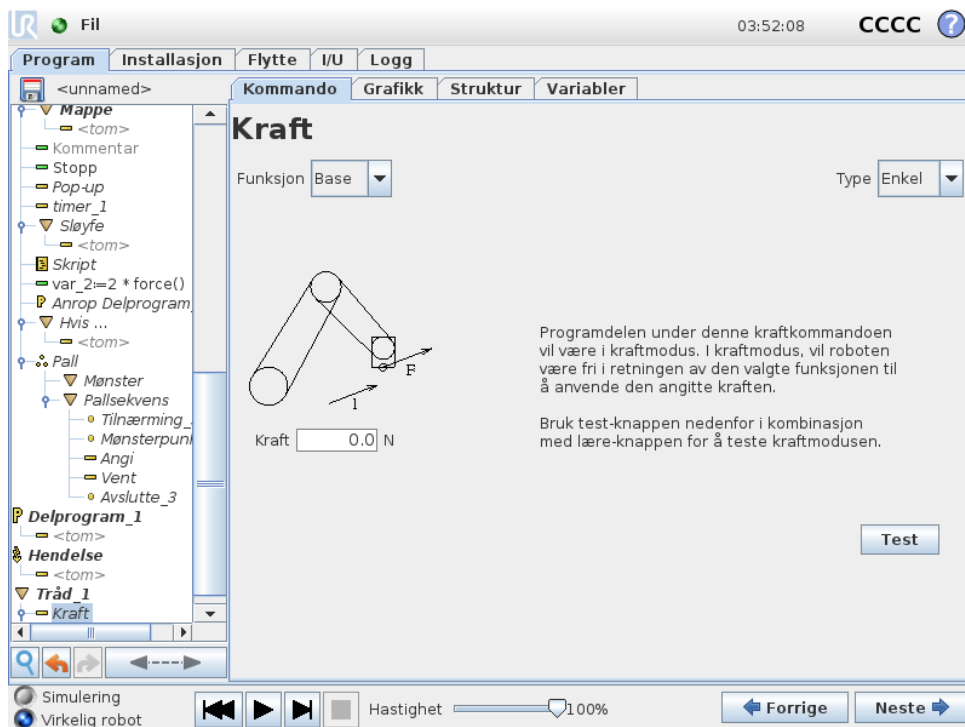 UR Fil 03:52:08 CCCC ?
Program Installasjon Flytte I/U Logg
<unnamed>
Kommando Grafikk Struktur Variabler
Mappe
<tom>
Kommentar
Stopp
Pop-up
timer_1
Sløyfe
<tom>
Skript
var_2:=2 * force()
P Anrop Delprogram_
Hvis ...
<tom>
Pall
Mønster
Pallsekvens
Tilnærming_
Mønsterpunk
Angi
Vent
Avslutte_3
P Delprogram_1
<tom>
Hendelse
<tom>
Tråd_1
Kraft
Kraft
Funksjon Base
Type Enkel
F
1
Kraft 0.0 N
Programdelen under denne kraftkommandoen
vil være i kraftmodus. I kraftmodus, vil roboten
være fri i retningen av den valgte funksjonen til
å anvende den angitte kraften.
Bruk test-knappen nedenfor i kombinasjon
med lære-knappen for å teste kraftmodusen.
Test
Simulering
Virkelig robot
Hastighet 100%
Forrige
Neste